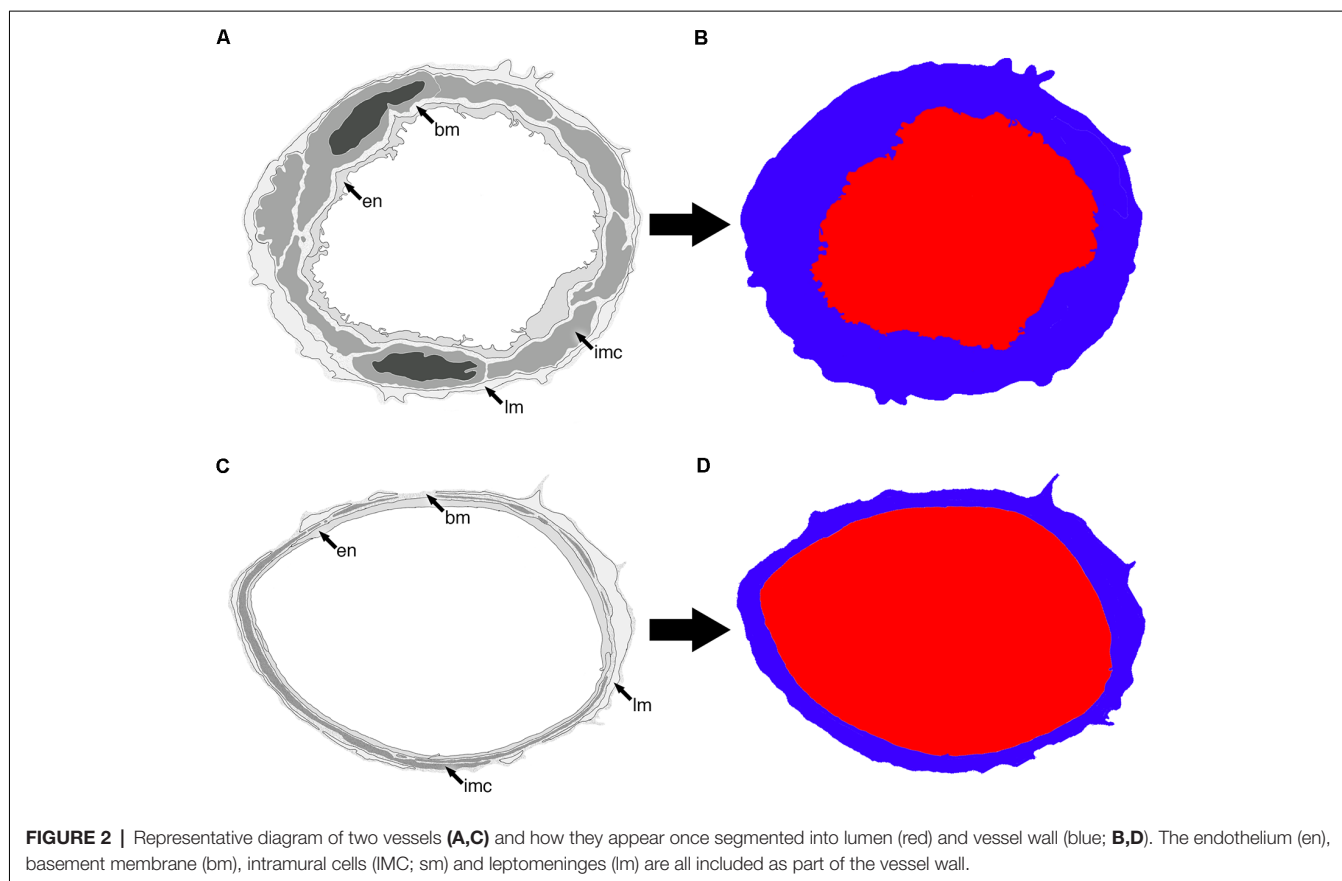 A
B
bm
en
imc
lm
C
D
bm
en
lm
imc
FIGURE 2 | Representative diagram of two vessels (A,C) and how they appear once segmented into lumen (red) and vessel wall (blue; B,D). The endothelium (en),
basement membrane (bm), intramural cells (IMC; sm) and leptomeninges (lm) are all included as part of the vessel wall.